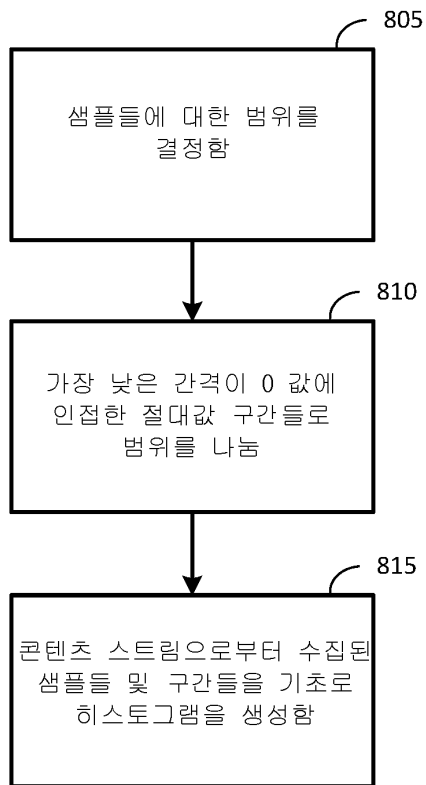 805
샘플들에 대한 범위를
결정함
810
가장 낮은 간격이 0 값에
인접한 절대값 구간들로
범위를 나눔
815
콘텐츠 스트림으로부터 수집된
샘플들 및 구간들을 기초로
히스토그램을 생성함